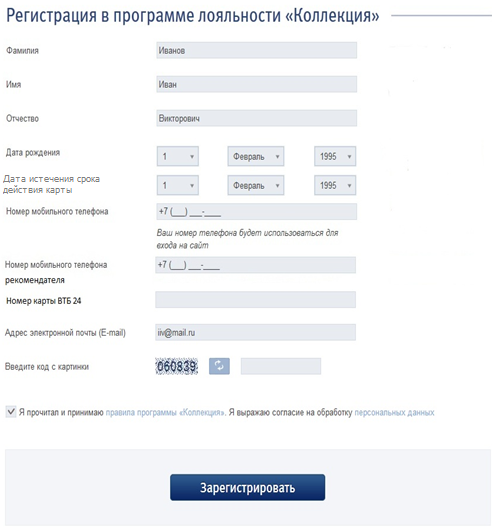 Регистрация в программе лояльности «Коллекция»
Фамилия Иванов
Имя Иван
Отчество Викторович
Дата рождения 1 Февраль 1995
Дата истечения срока
действия карты 1 Февраль 1995
Номер мобильного телефона +7 (___) ___-____
Ваш номер телефона будет использоваться для
входа на сайт
Номер мобильного телефона +7 (___) ___-____
рекомендателя
Номер карты ВТБ 24
Адрес электронной почты (E-mail) iiv@mail.ru
Введите код с картинки 060839
Я прочитал и принимаю правила программы «Коллекция». Я выражаю согласие на обработку персональных данных
Зарегистрировать